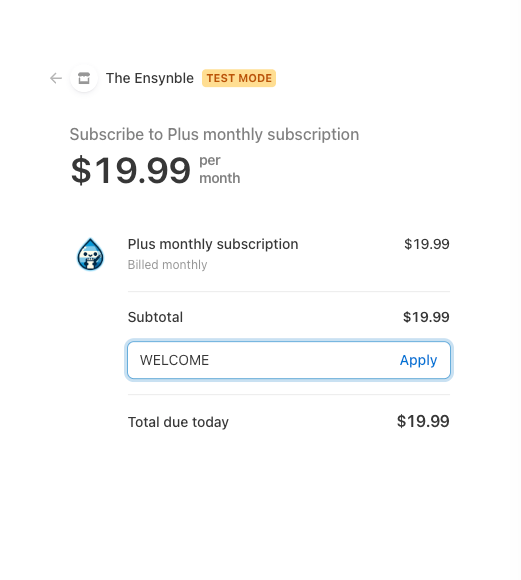 The Ensynble TEST MODE
Subscribe to Plus monthly subscription
$19.99 per
month
Plus monthly subscription $19.99
Billed monthly
Subtotal $19.99
WELCOME Apply
Total due today $19.99